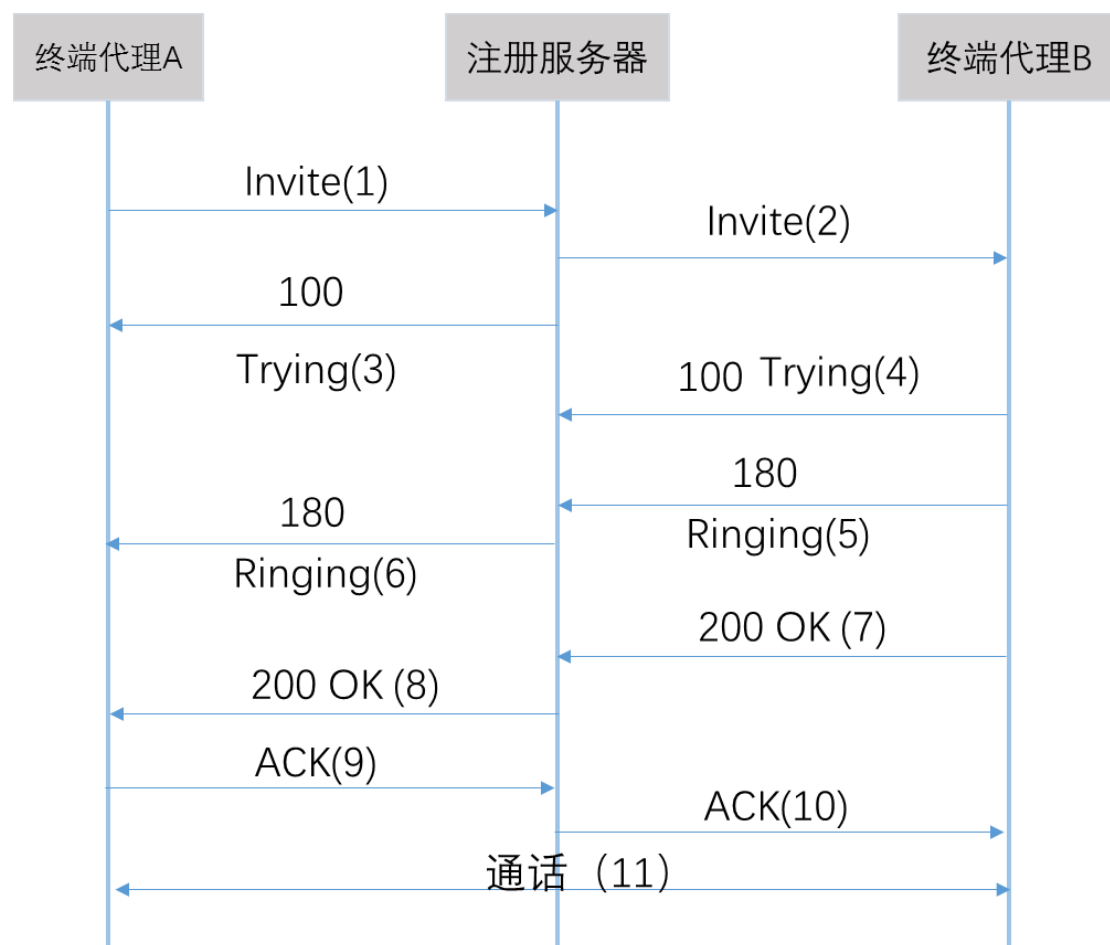 终端代理A
注册服务器
终端代理B
Invite(1)
Invite(2)
100
Trying(3)
100 Trying(4)
180
Ringing(5)
180
Ringing(6)
200 OK (7)
200 OK (8)
ACK(9)
ACK(10)
通话（11）